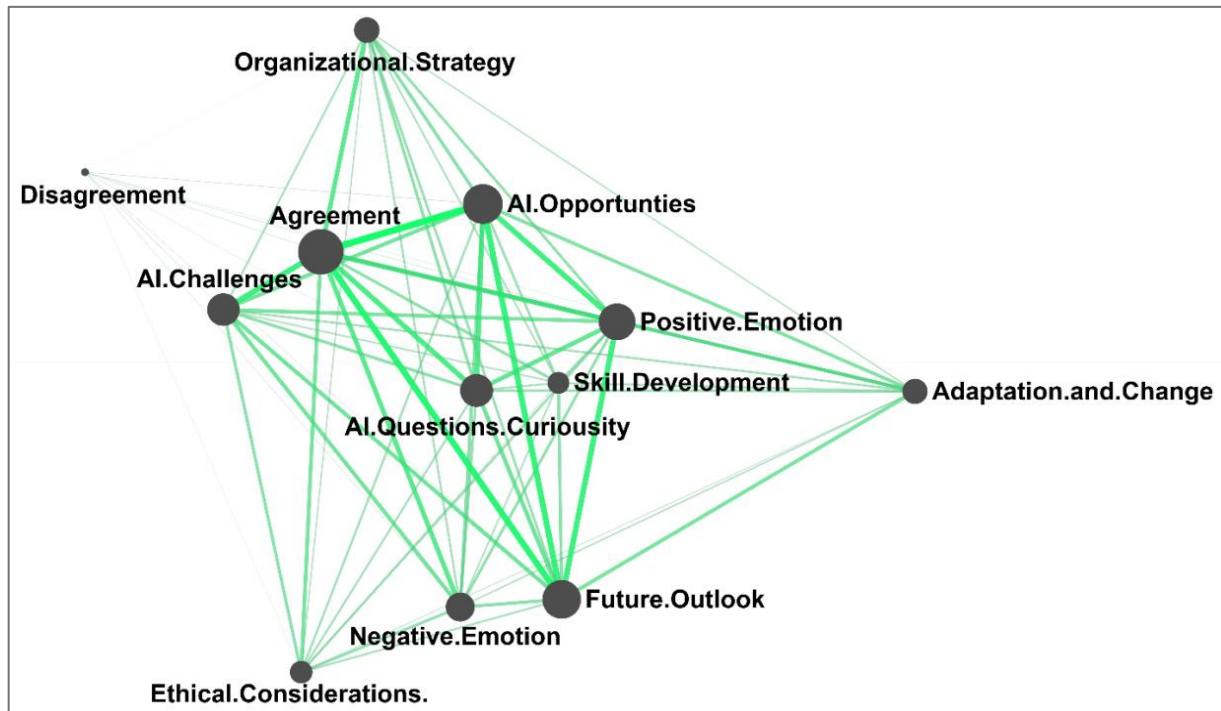 Organizational.Strategy
Disagreement
AI.Opportunties
Agreement
AI.Challenges
Positive.Emotion
Skill.Development
Adaptation.and.Change
AI.Questions.Curiousity
Future.Outlook
Negative.Emotion
Ethical.Considerations.